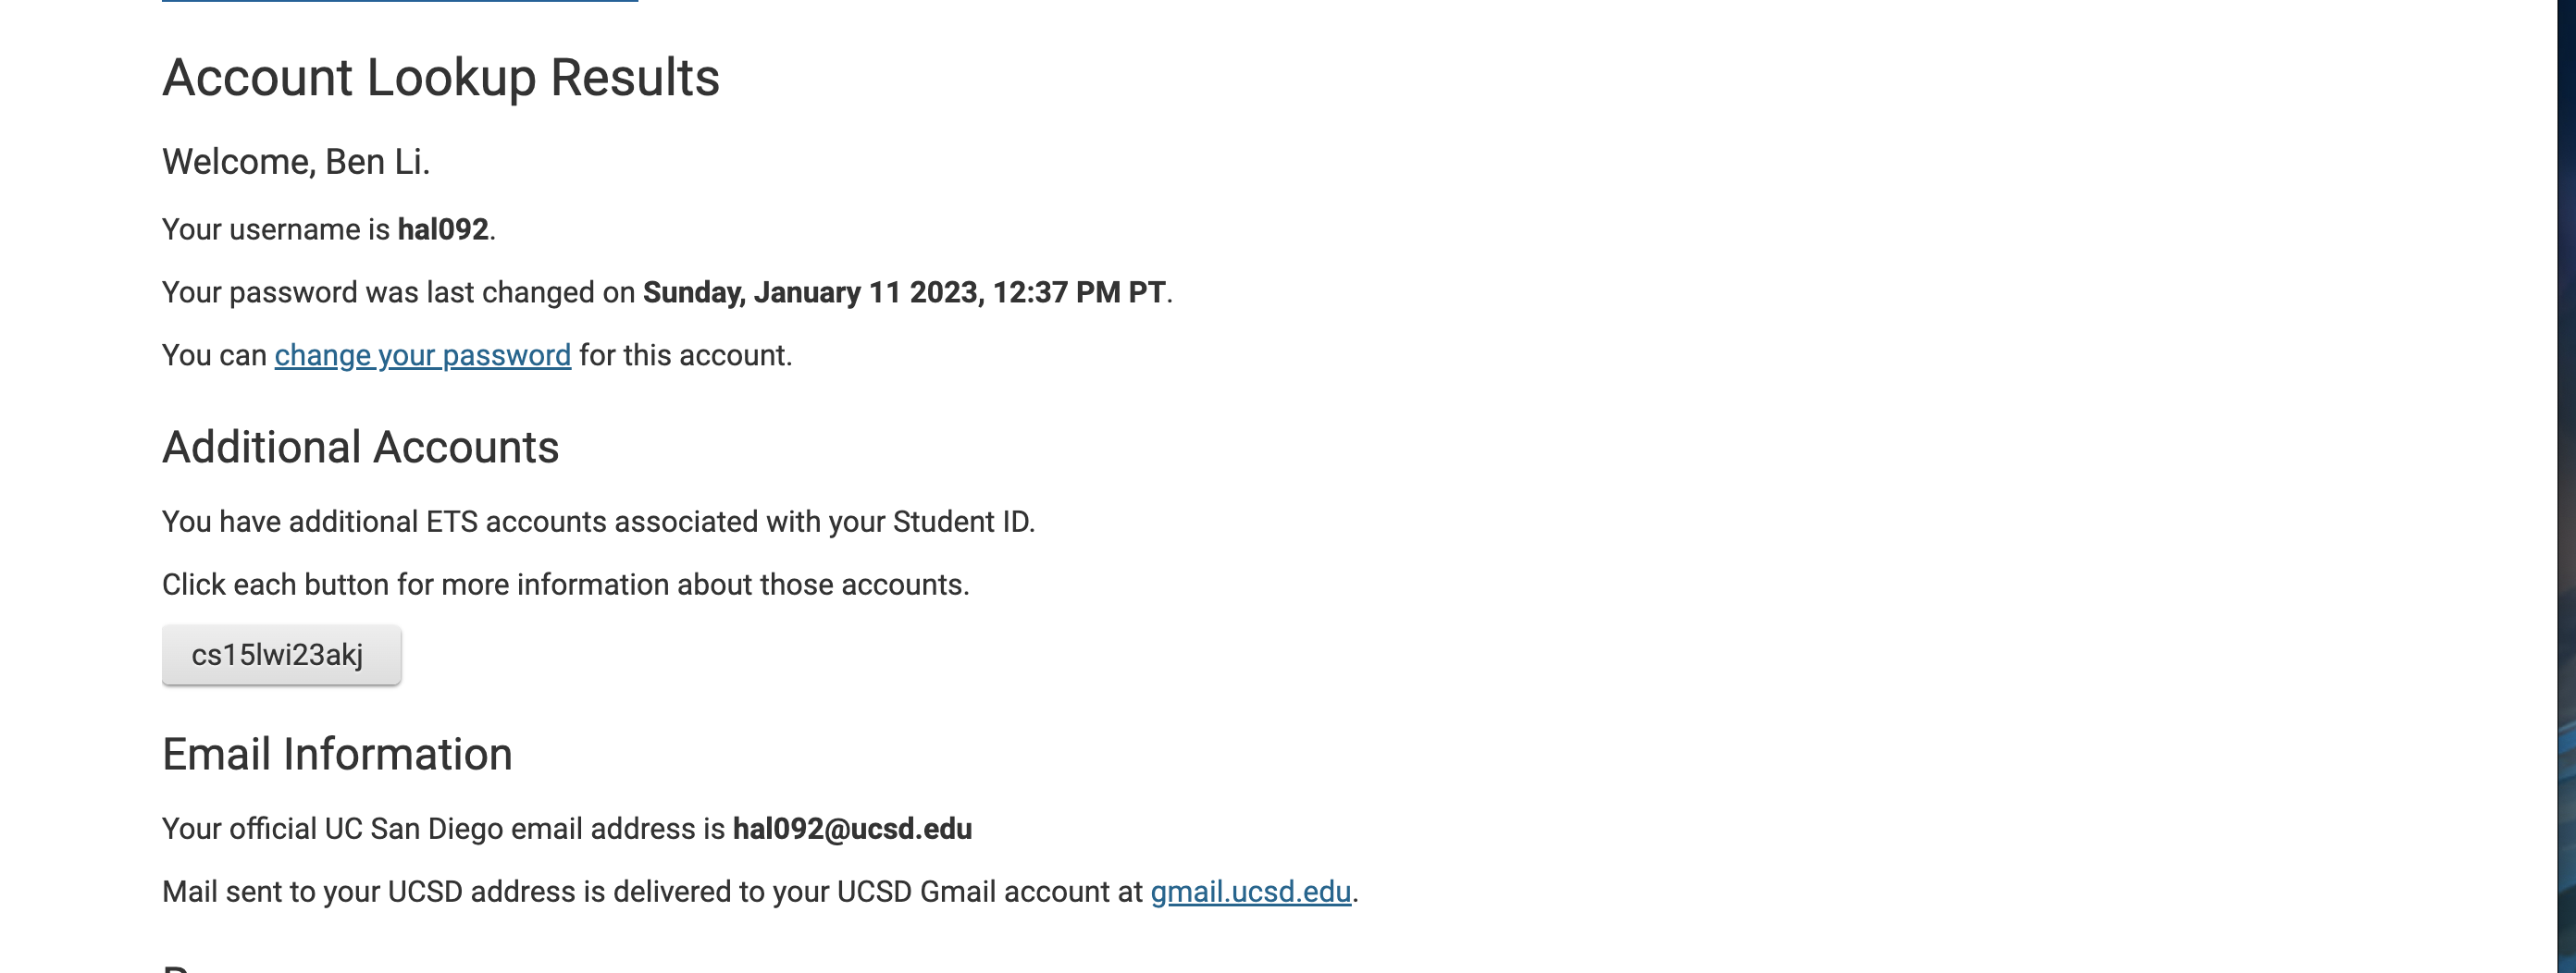 Account Lookup Results
Welcome, Ben Li.
Your username is hal092.
Your password was last changed on Sunday, January 11 2023, 12:37 PM PT.
You can change your password for this account.
Additional Accounts
You have additional ETS accounts associated with your Student ID.
Click each button for more information about those accounts.
cs15lwi23akj
Email Information
Your official UC San Diego email address is hal092@ucsd.edu
Mail sent to your UCSD address is delivered to your UCSD Gmail account at gmail.ucsd.edu.